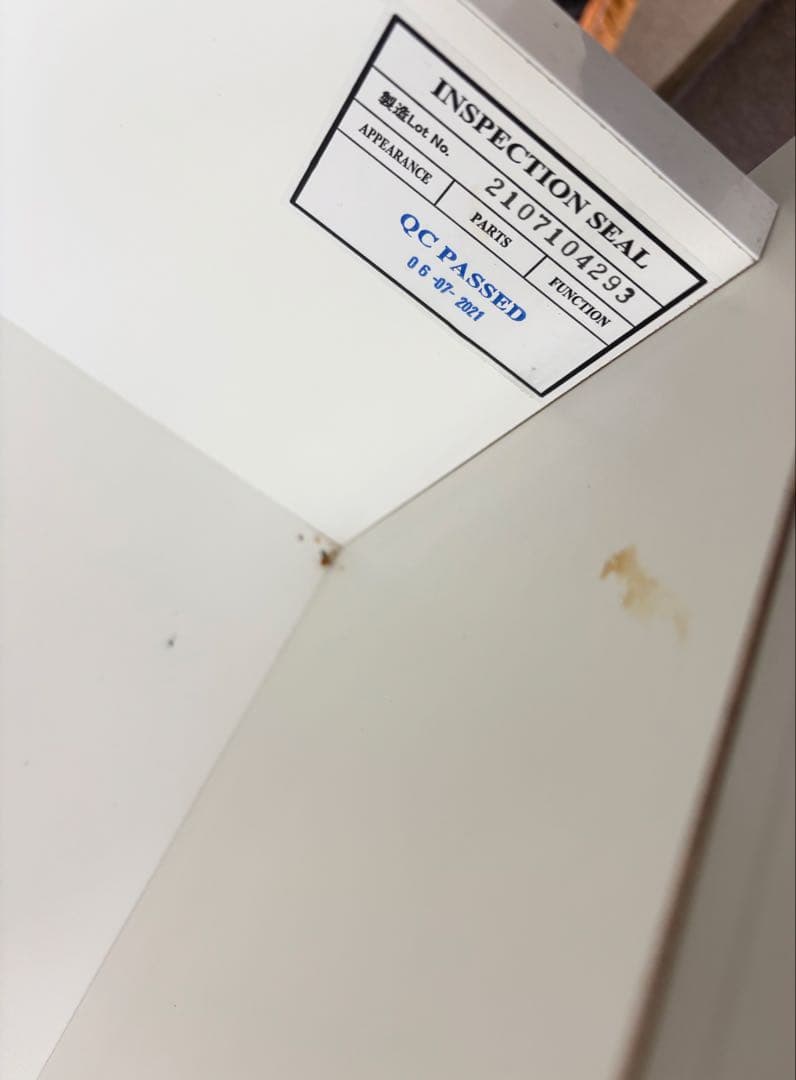 INSPECTION SEAL
製造Lot No. 2107104293
APPEARANCE PARTS FUNCTION
QC PASSED
06-07-2021